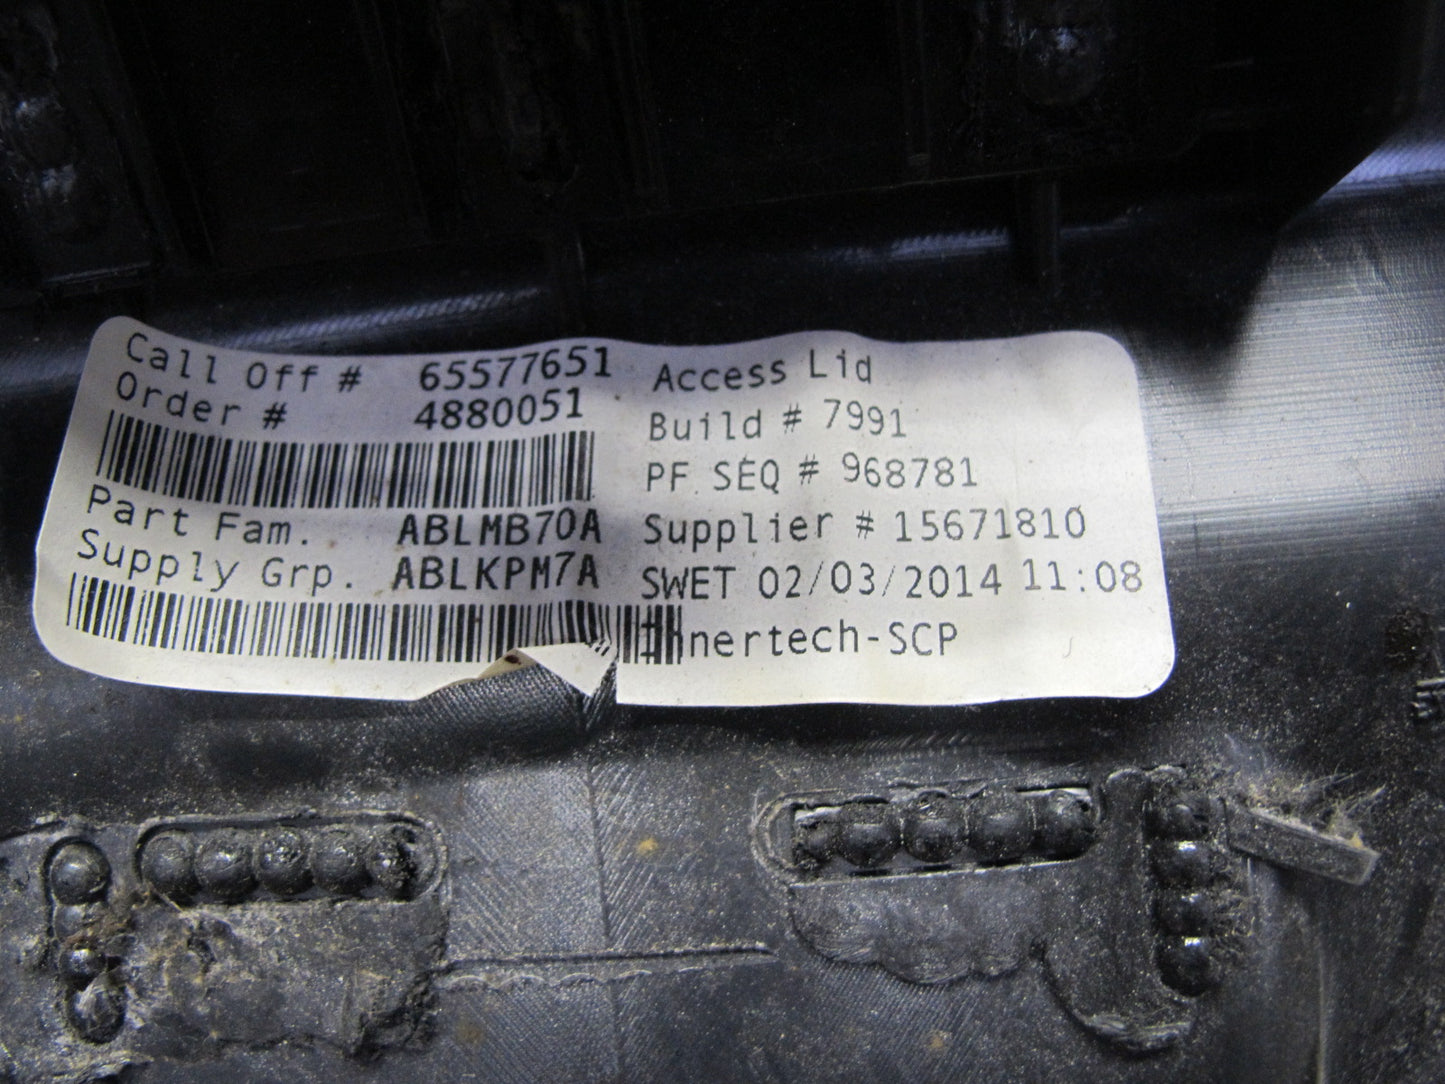 Call Off # 65577651
Order # 4880051
Part Fam. ABLMB70A
Supply Grp. ABLKPM7A
Access Lid
Build # 7991
PF SEQ # 968781
Supplier # 15671810
SWET 02/03/2014 11:08
Innertech-SCP